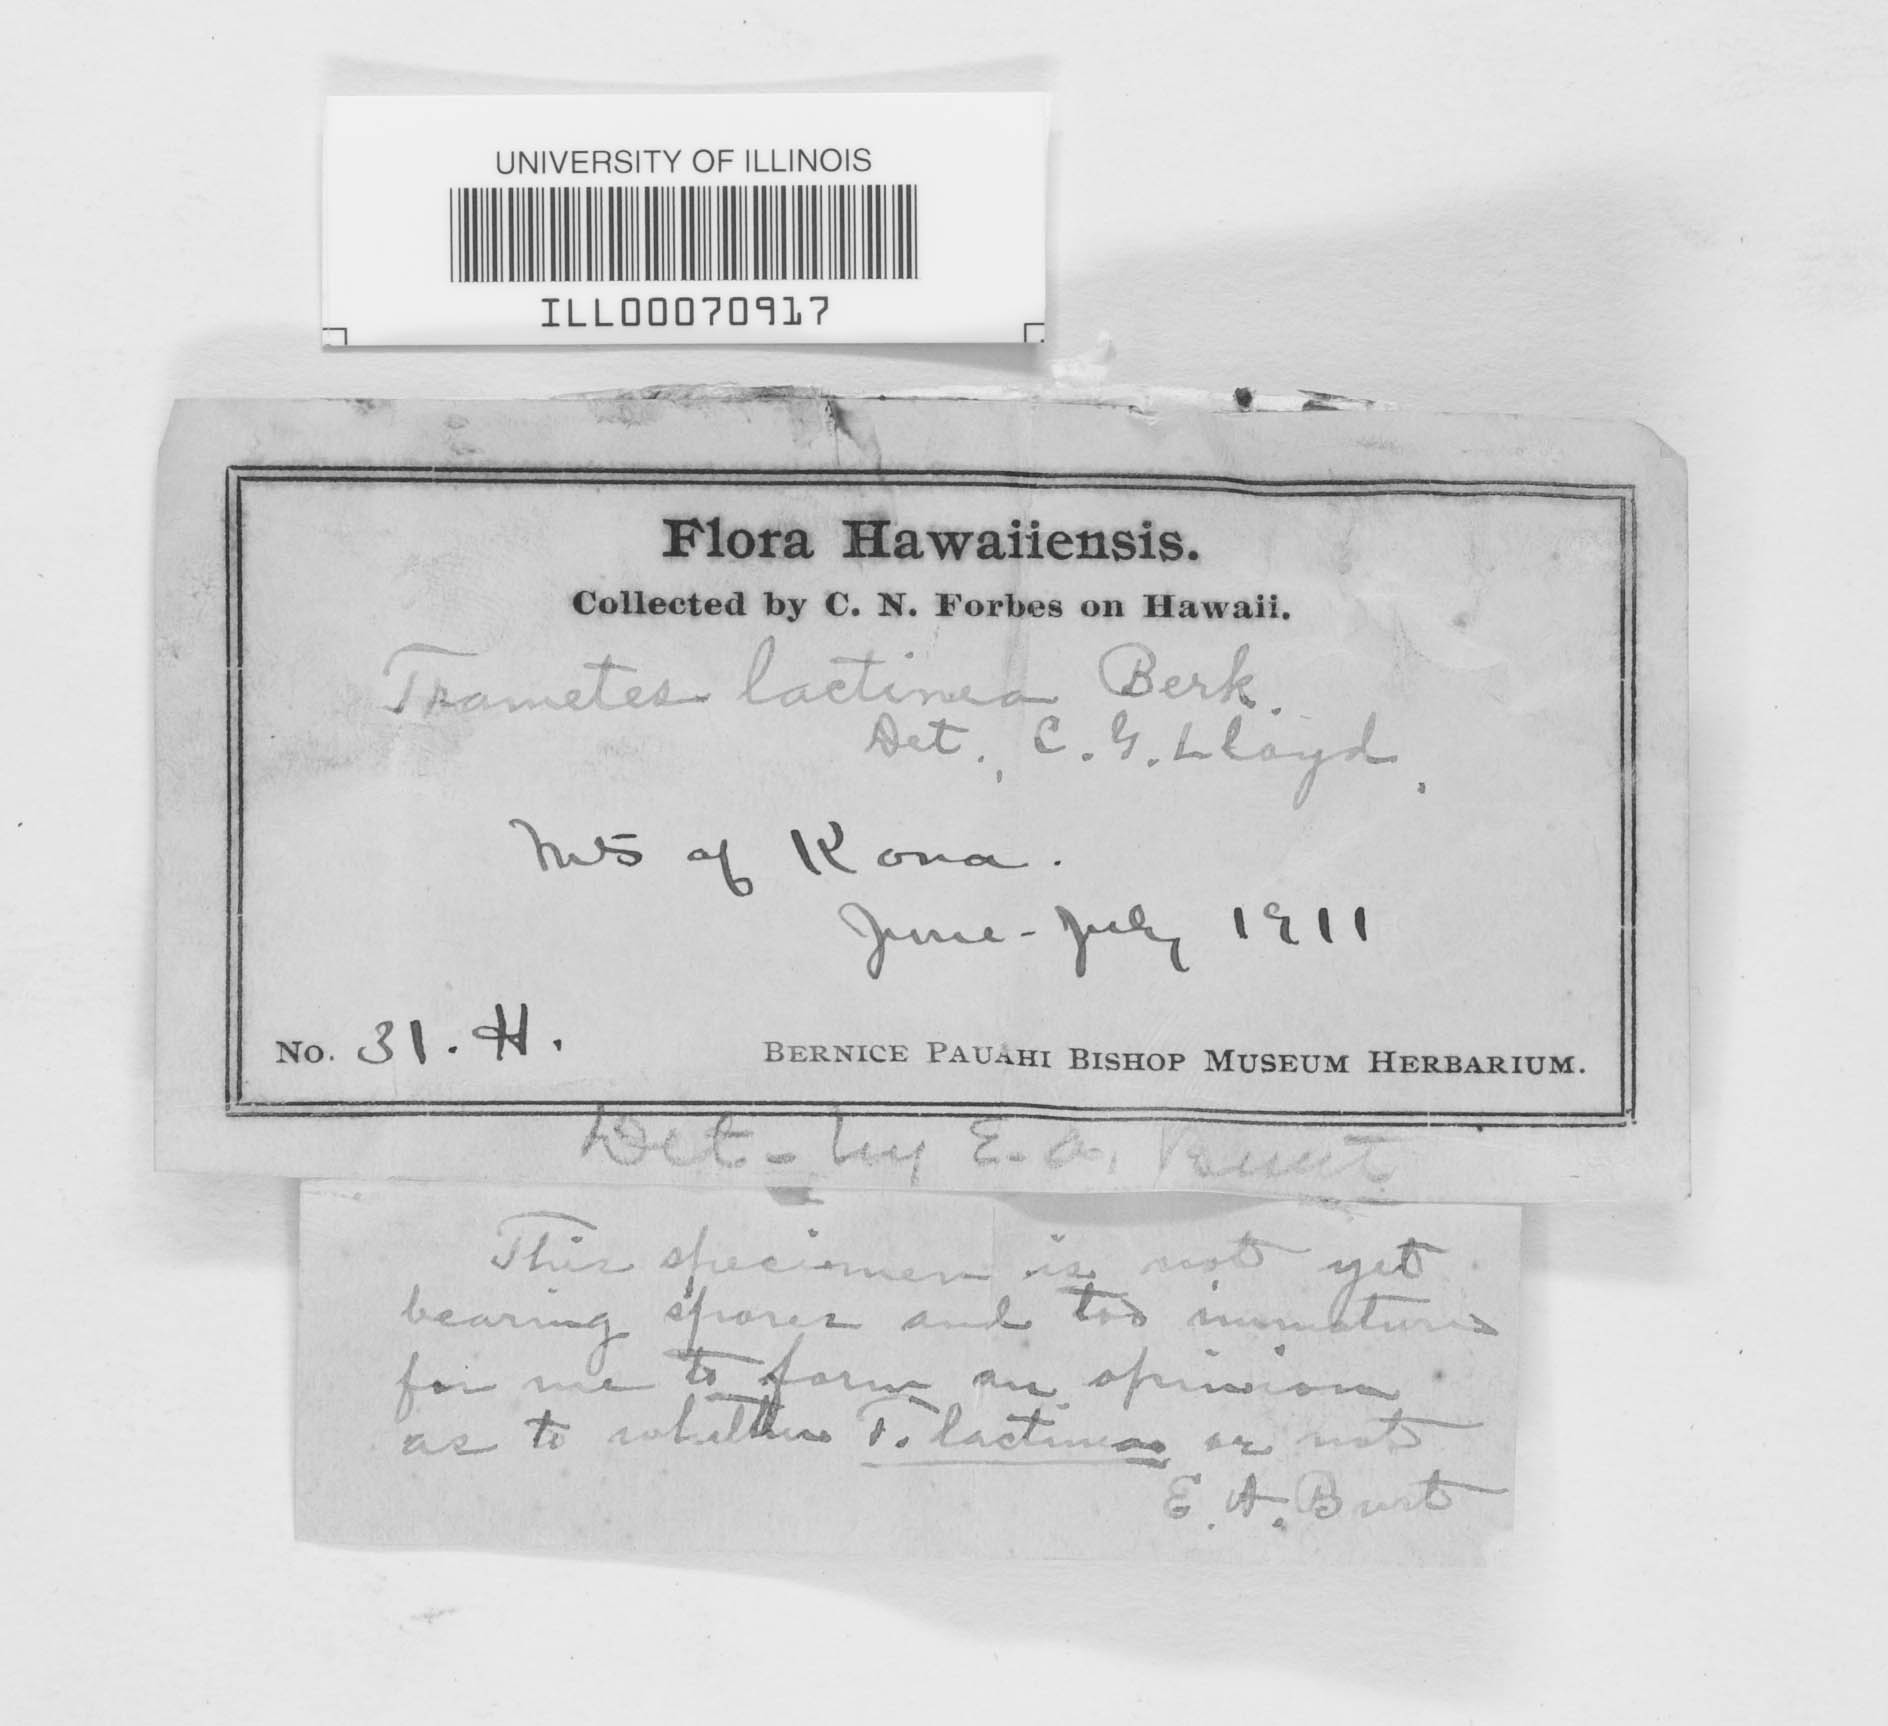 UNIVERSITY OF ILLINOIS
ILL00070917
Flora Hawaiiensis.
Collected by C. N. Forbes on Hawaii.
Trametes lactinea Berk.
Det., C. G. Lloyd.
Mts of Kona.
June - July 1911
No. 31. H.
BERNICE PAUAHI BISHOP MUSEUM HERBARIUM.
Det - by E. A. Burt
This specimen is not yet
bearing spores and too immature
for me to form an opinion
as to whether T. lactinea or not
E. A. Burt